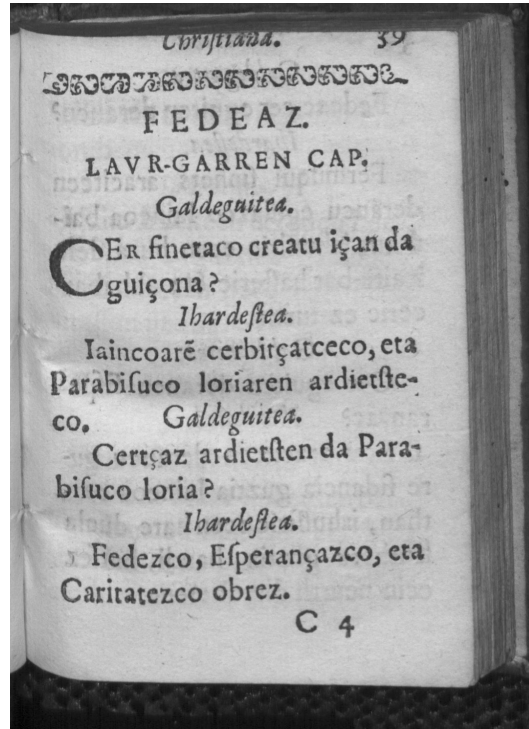 Chriſtiana. 39
FEDEAZ.
LAVR-GARREN CAP.
Galdeguitea.
CER finetaco creatu içan da
guiçona?
Ihardeſtea.
Iaincoarẽ cerbitçatceco, eta
Parabiſuco loriaren ardietſte-
co. Galdeguitea.
Certçaz ardietſten da Para-
biſuco loria?
Ihardeſtea.
Fedezco, Eſperançazco, eta
Caritatezco obrez.
C 4